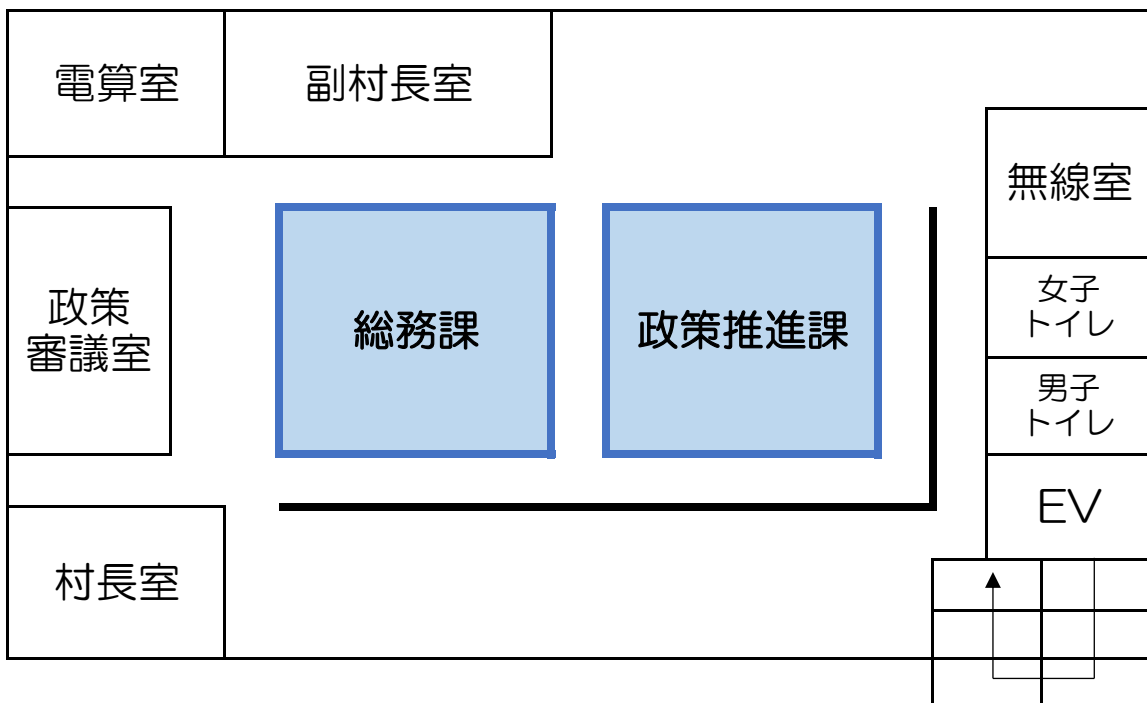 電算室
副村長室
無線室
政策
審議室
総務課
政策推進課
女子
トイレ
男子
トイレ
EV
村長室